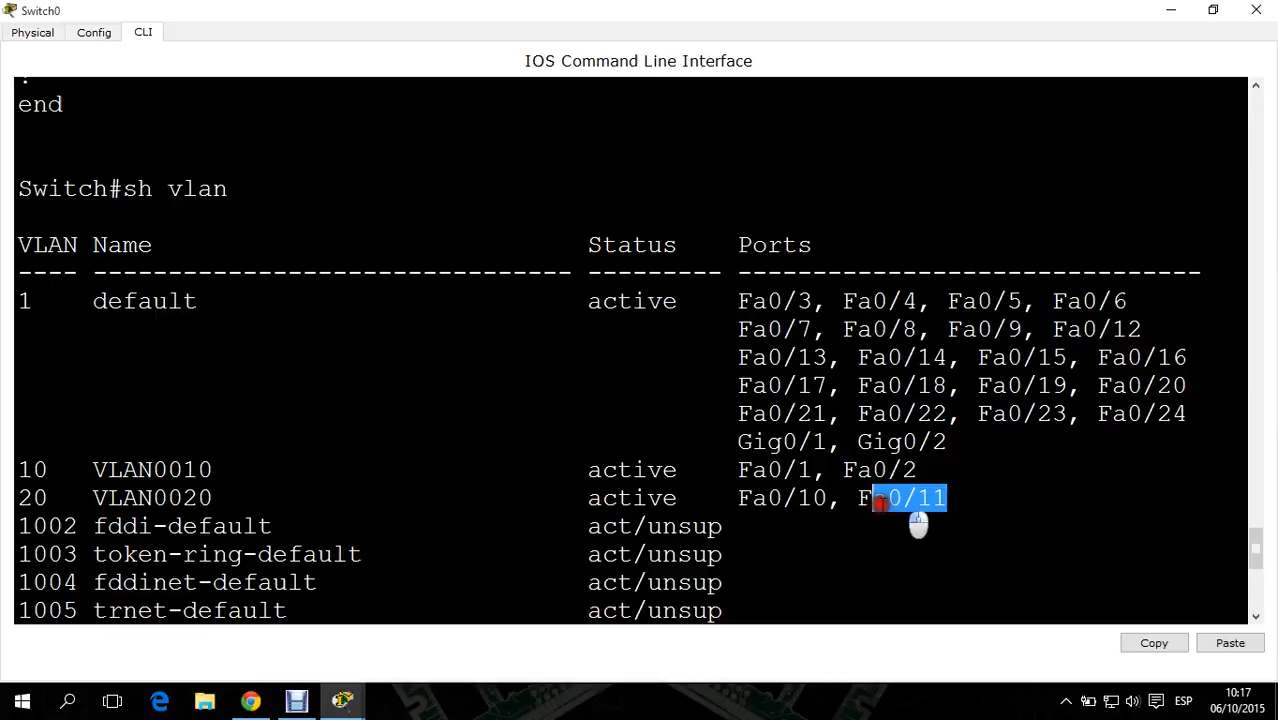 Switch0
Physical Config CLI
IOS Command Line Interface
end
Switch#sh vlan
VLAN Name Status Ports
---- -------------------------------- --------- -------------------------------
1 default active Fa0/3, Fa0/4, Fa0/5, Fa0/6
Fa0/7, Fa0/8, Fa0/9, Fa0/12
Fa0/13, Fa0/14, Fa0/15, Fa0/16
Fa0/17, Fa0/18, Fa0/19, Fa0/20
Fa0/21, Fa0/22, Fa0/23, Fa0/24
Gig0/1, Gig0/2
10 VLAN0010 active Fa0/1, Fa0/2
20 VLAN0020 active Fa0/10, Fa0/11
1002 fddi-default act/unsup
1003 token-ring-default act/unsup
1004 fddinet-default act/unsup
1005 trnet-default act/unsup
Copy Paste
ESP
10:17
06/10/2015